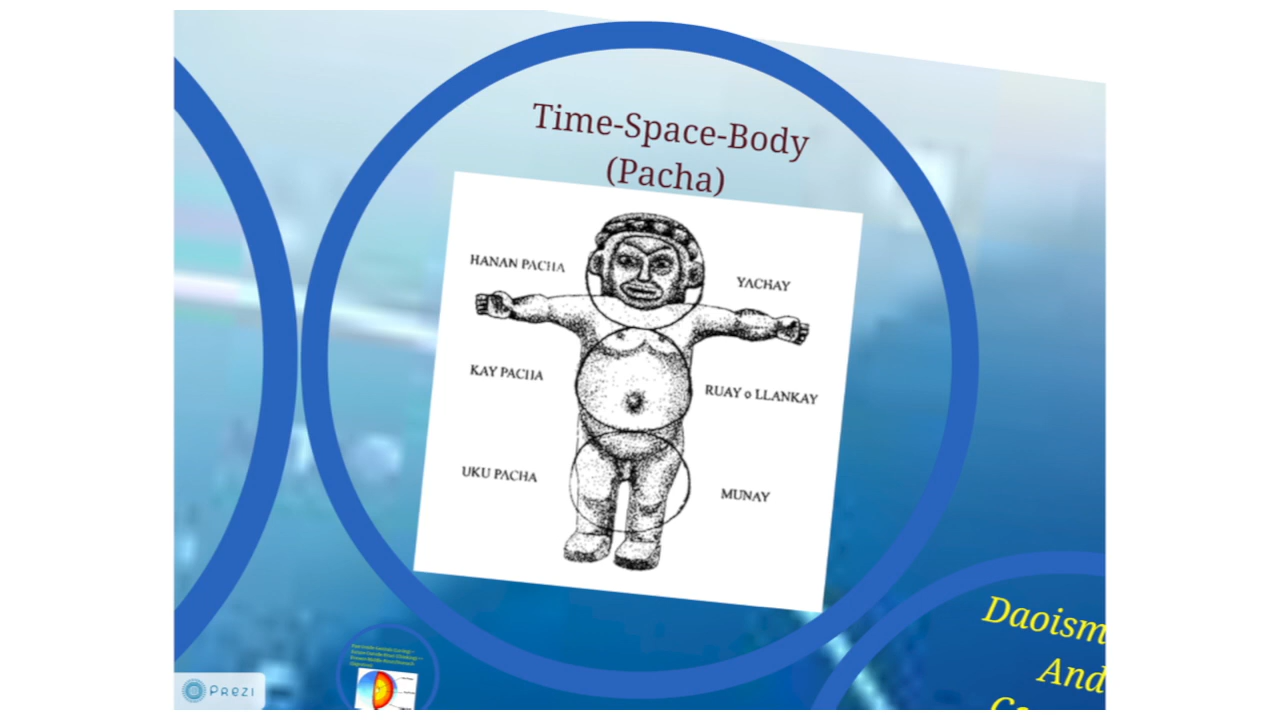 Time-Space-Body
(Pacha)
HANAN PACHA
YACHAY
KAY PACHA
RUAY o LLANKAY
UKU PACHA
MUNAY
Daoism
And
PREZI